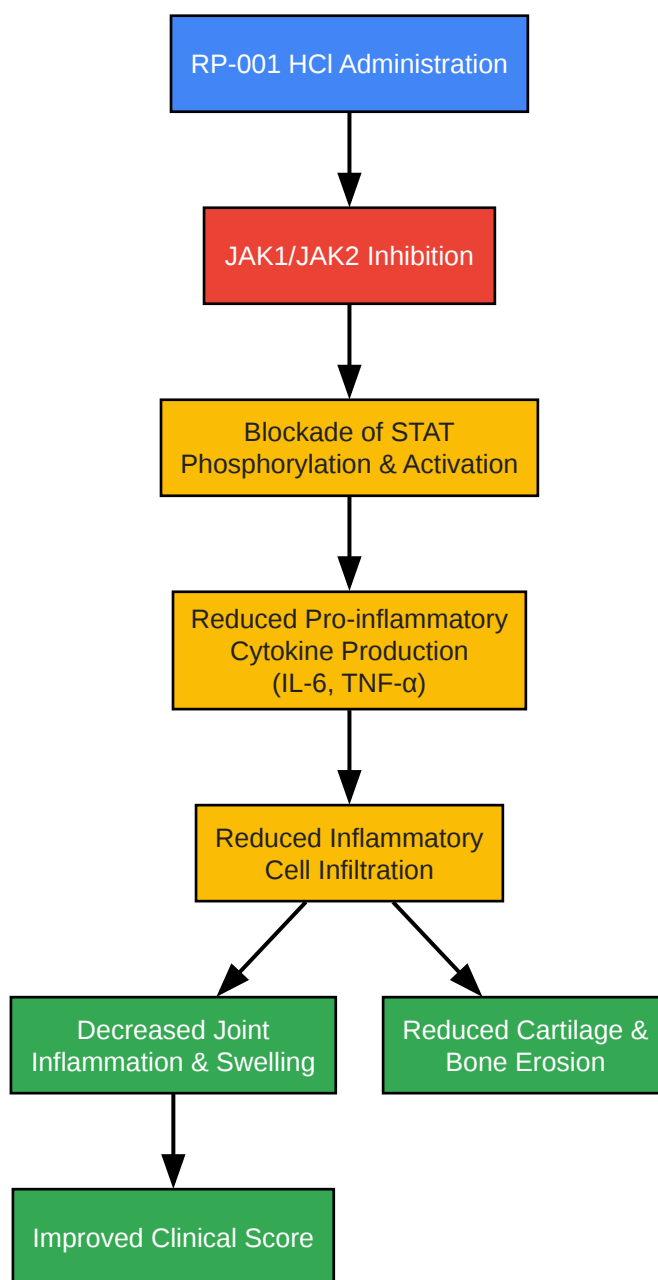 RP-001 HCl Administration
JAK1/JAK2 Inhibition
Blockade of STAT
Phosphorylation & Activation
Reduced Pro-inflammatory
Cytokine Production
(IL-6, TNF-α)
Reduced Inflammatory
Cell Infiltration
Decreased Joint
Inflammation & Swelling
Reduced Cartilage &
Bone Erosion
Improved Clinical Score